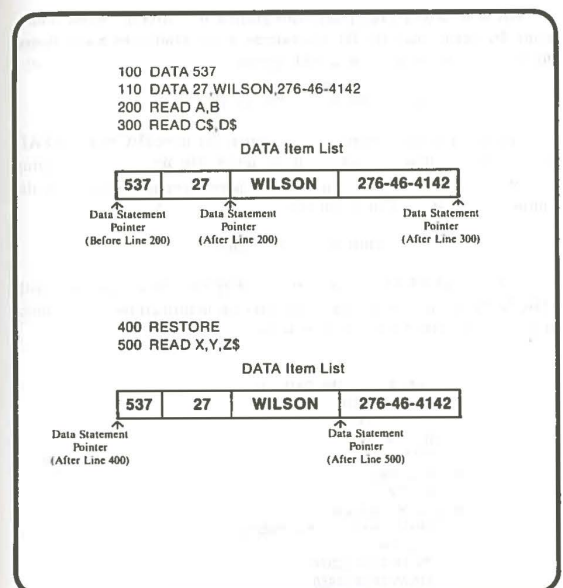 100 DATA 537
110 DATA 27,WILSON,276-46-4142
200 READ A,B
300 READ C$,D$
DATA Item List
537 27 WILSON 276-46-4142
Data Statement Pointer (Before Line 200)
Data Statement Pointer (After Line 200)
Data Statement Pointer (After Line 300)
400 RESTORE
500 READ X,Y,Z$
DATA Item List
537 27 WILSON 276-46-4142
Data Statement Pointer (After Line 400)
Data Statement Pointer (After Line 500)